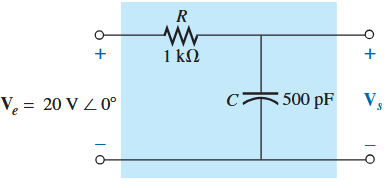 R
+ 1 kΩ +
Vₑ = 20 V ∠ 0° C 500 pF Vₛ
− −